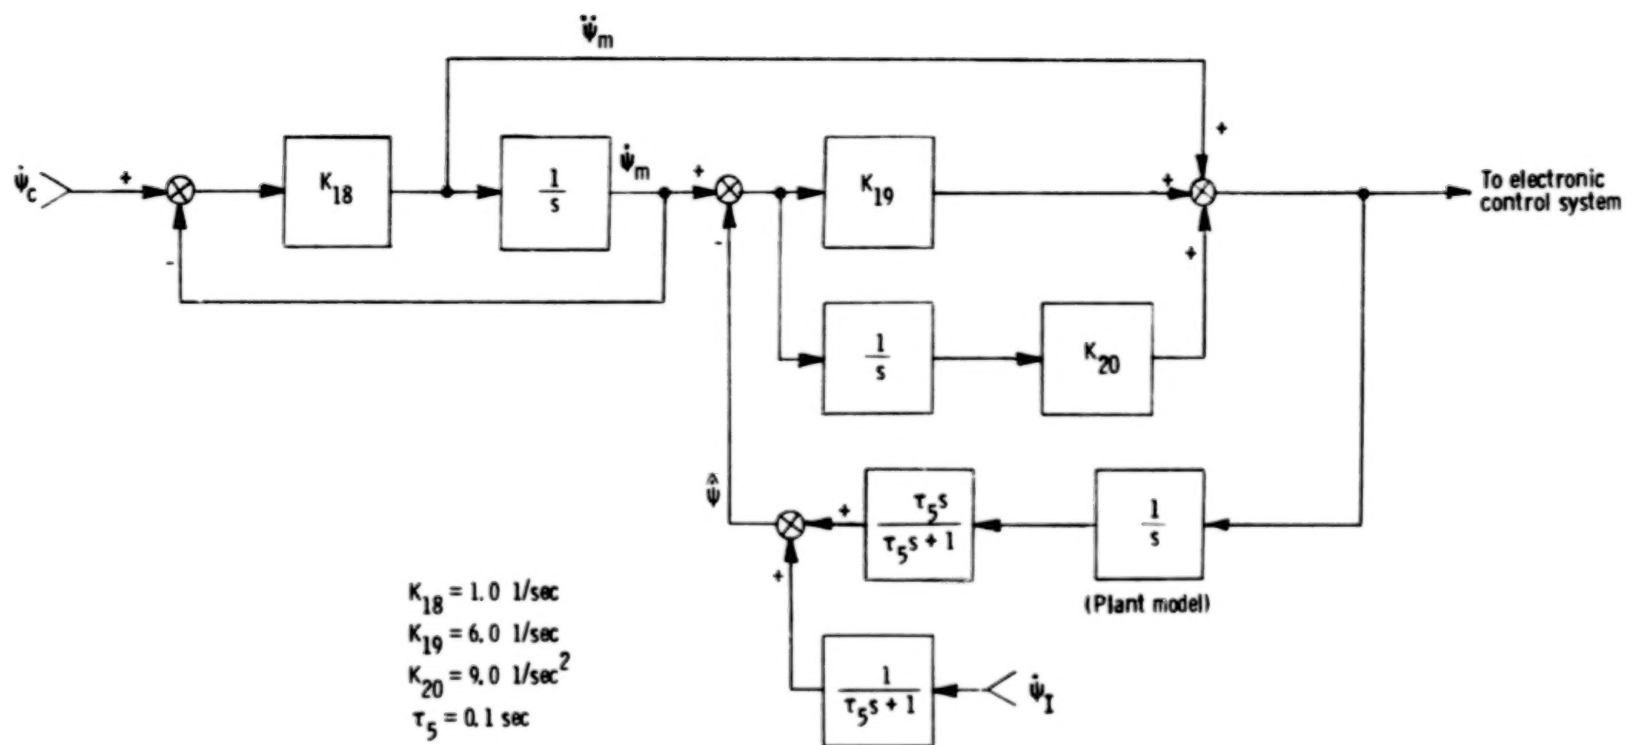 ψ̈m
ψ̇c
+
K18
1/s
ψ̇m
+
K19
+
+
To electronic
control system
-
-
+
1/s
K20
ψ̂
+
τ5s/(τ5s + 1)
1/s
(Plant model)
+
1/(τ5s + 1)
ψ̇I
K18 = 1.0 1/sec
K19 = 6.0 1/sec
K20 = 9.0 1/sec²
τ5 = 0.1 sec